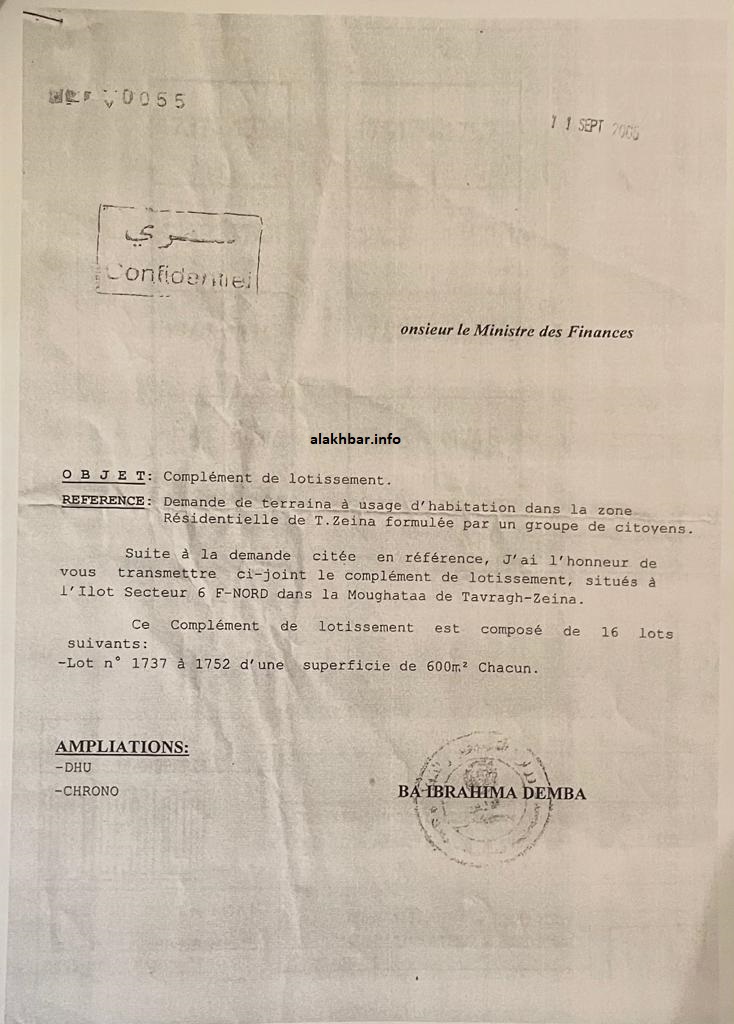 0055
11 SEPT
سري
Confidentiel
onsieur le Ministre des Finances
alakhbar.info
O B J E T: Complément de lotissement.
REFERENCE: Demande de terraina à usage d'habitation dans la zone
Résidentielle de T.Zeina formulée par un groupe de citoyens.
Suite à la demande citée en référence, J'ai l'honneur de
vous transmettre ci-joint le complément de lotissement, situés à
l'Ilot Secteur 6 F-NORD dans la Moughataa de Tavragh-Zeina.
Ce Complément de lotissement est composé de 16 lots
suivants:
-Lot n° 1737 à 1752 d'une superficie de 600m² Chacun.
AMPLIATIONS:
-DHU
-CHRONO
BA IBRAHIMA DEMBA